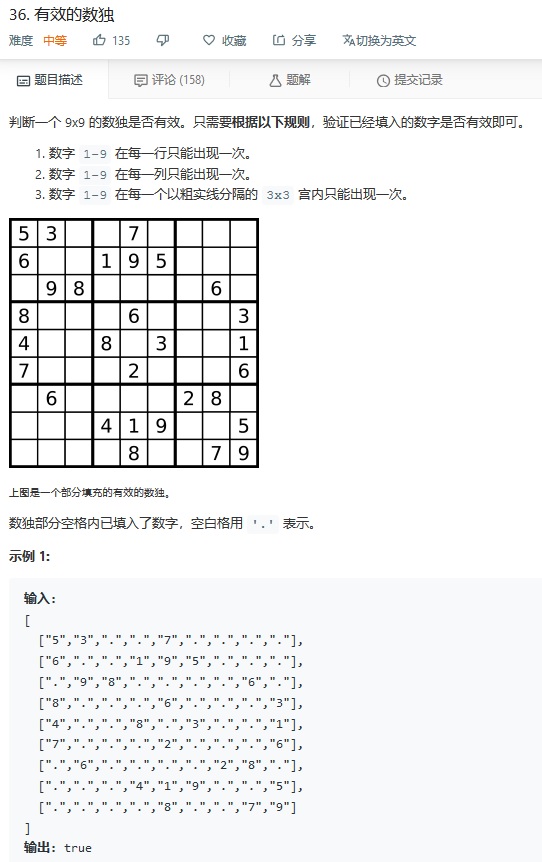 36. 有效的数独
难度 中等 135 收藏 分享 切换为英文
题目描述 评论 (158) 题解 提交记录
判断一个 9x9 的数独是否有效。只需要根据以下规则，验证已经填入的数字是否有效即可。
1. 数字 1-9 在每一行只能出现一次。
2. 数字 1-9 在每一列只能出现一次。
3. 数字 1-9 在每一个以粗实线分隔的 3x3 宫内只能出现一次。
5 3 7
6 1 9 5
9 8 6
8 6 3
4 8 3 1
7 2 6
6 2 8
4 1 9 5
8 7 9
上图是一个部分填充的有效的数独。
数独部分空格内已填入了数字，空白格用 '.' 表示。
示例 1:
输入:
[
["5","3",".",".","7",".",".",".","."],
["6",".",".","1","9","5",".",".","."],
[".","9","8",".",".",".",".","6","."],
["8",".",".",".","6",".",".",".","3"],
["4",".",".","8",".","3",".",".","1"],
["7",".",".",".","2",".",".",".","6"],
[".","6",".",".",".",".","2","8","."],
[".",".",".","4","1","9",".",".","5"],
[".",".",".",".","8",".",".","7","9"]
]
输出: true